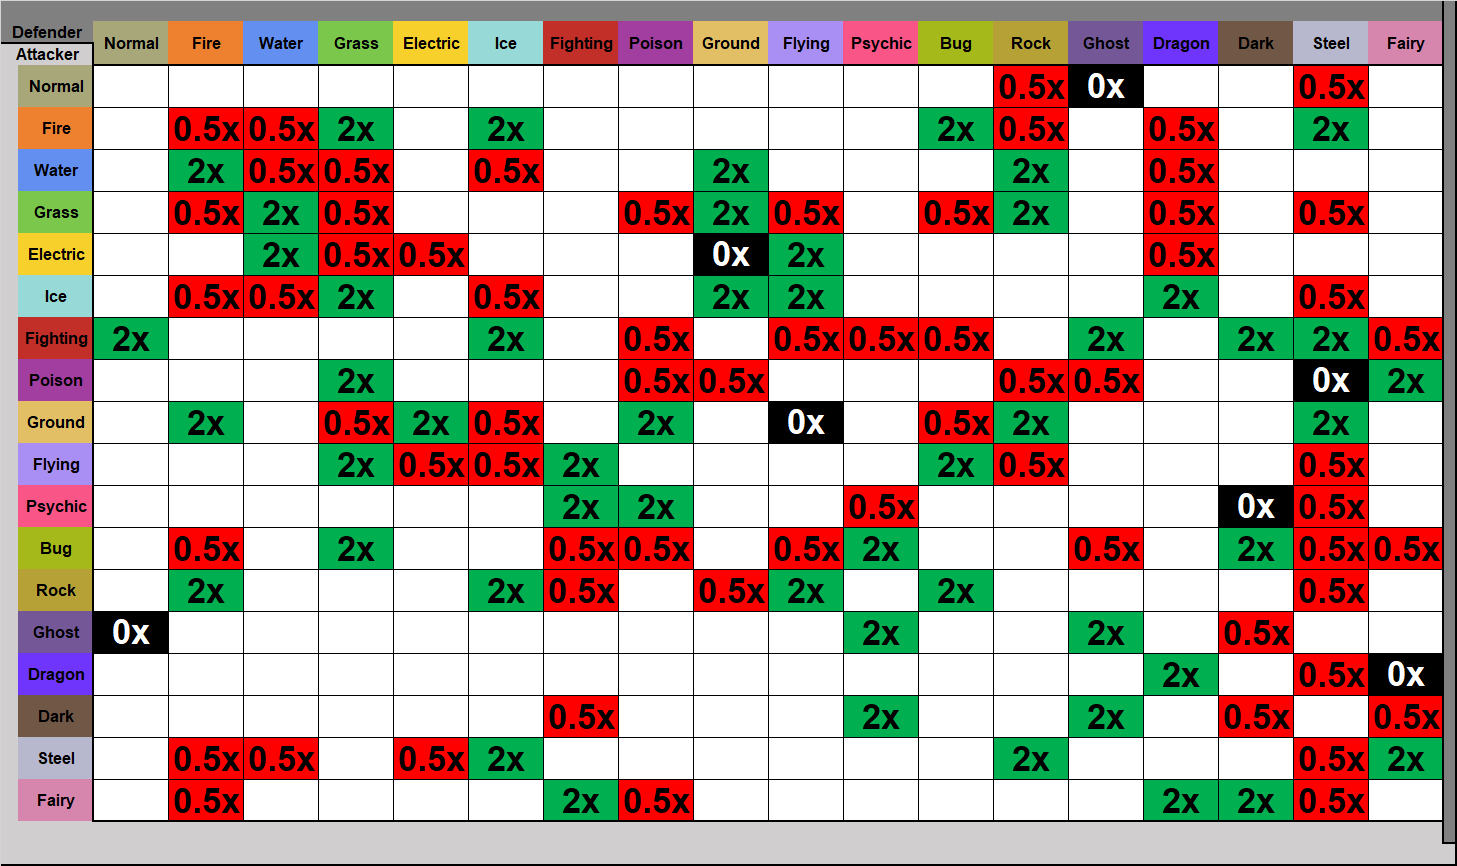 Defender
Attacker Normal Fire Water Grass Electric Ice Fighting Poison Ground Flying Psychic Bug Rock Ghost Dragon Dark Steel Fairy
Normal 0.5x 0x 0.5x
Fire 0.5x 0.5x 2x 2x 2x 0.5x 0.5x 2x
Water 2x 0.5x 0.5x 0.5x 2x 2x 0.5x
Grass 0.5x 2x 0.5x 0.5x 2x 0.5x 0.5x 2x 0.5x 0.5x
Electric 2x 0.5x 0.5x 0x 2x 0.5x
Ice 0.5x 0.5x 2x 0.5x 2x 2x 2x 0.5x
Fighting 2x 2x 0.5x 0.5x 0.5x 0.5x 2x 2x 2x 0.5x
Poison 2x 0.5x 0.5x 0.5x 0.5x 0x 2x
Ground 2x 0.5x 2x 0.5x 2x 0x 0.5x 2x 2x
Flying 2x 0.5x 0.5x 2x 2x 0.5x 0.5x
Psychic 2x 2x 0.5x 0x 0.5x
Bug 0.5x 2x 0.5x 0.5x 0.5x 2x 0.5x 2x 0.5x 0.5x
Rock 2x 2x 0.5x 0.5x 2x 2x 0.5x
Ghost 0x 2x 2x 0.5x
Dragon 2x 0.5x 0x
Dark 0.5x 2x 2x 0.5x 0.5x
Steel 0.5x 0.5x 0.5x 2x 2x 0.5x 2x
Fairy 0.5x 2x 0.5x 2x 2x 0.5x